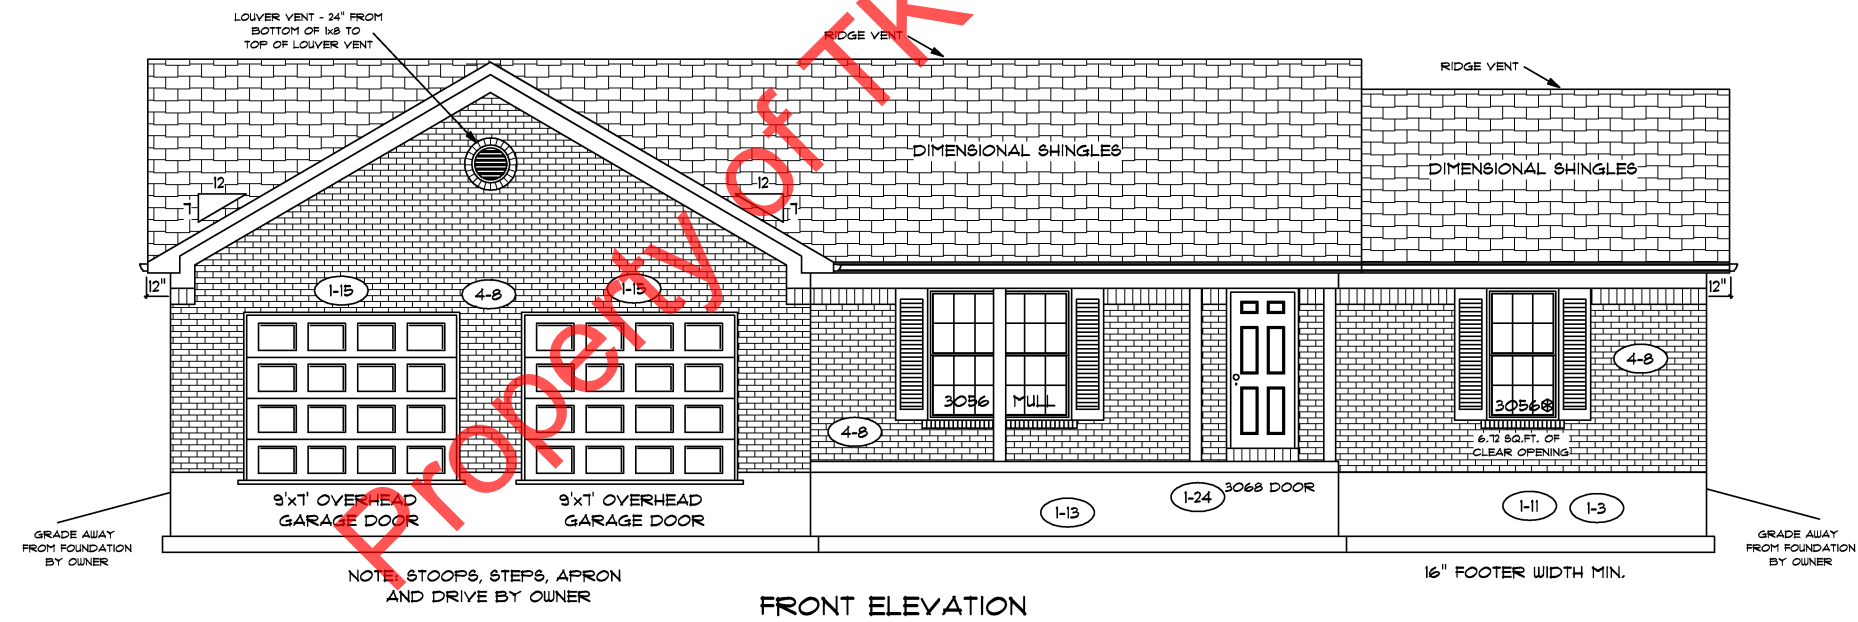 LOUVER VENT - 24" FROM
BOTTOM OF 1x8 TO
TOP OF LOUVER VENT
RIDGE VENT
RIDGE VENT
DIMENSIONAL SHINGLES
DIMENSIONAL SHINGLES
12
7
12
7
12"
12"
1-15
4-8
1-15
4-8
3056 MULL
3056
4-8
6.72 SQ.FT. OF
CLEAR OPENING
9'x7' OVERHEAD
GARAGE DOOR
9'x7' OVERHEAD
GARAGE DOOR
1-13
1-24
3068 DOOR
1-11
1-3
GRADE AWAY
FROM FOUNDATION
BY OWNER
GRADE AWAY
FROM FOUNDATION
BY OWNER
NOTE: STOOPS, STEPS, APRON
AND DRIVE BY OWNER
16" FOOTER WIDTH MIN.
FRONT ELEVATION
Property of TK